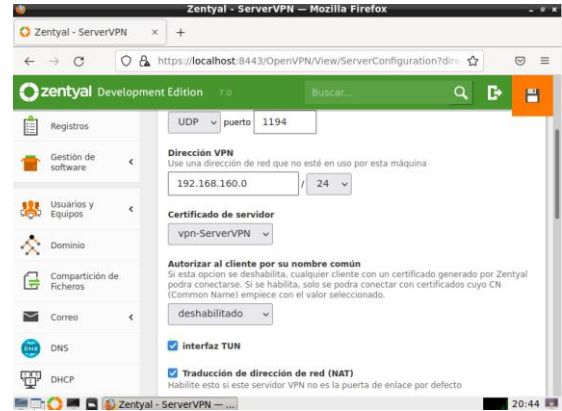 Zentyal - ServerVPN — Mozilla Firefox
Zentyal - ServerVPN
https://localhost:8443/OpenVPN/View/ServerConfiguration?dire
zentyal Development Edition 7.0 Buscar...
Registros
Gestión de
software
Usuarios y
Equipos
Dominio
Compartición de
Ficheros
Correo
DNS
DHCP
UDP puerto 1194
Dirección VPN
Use una dirección de red que no esté en uso por esta máquina
192.168.160.0 / 24
Certificado de servidor
vpn-ServerVPN
Autorizar al cliente por su nombre común
Si esta opcion se deshabilita, cualquier cliente con un certificado generado por Zentyal
podra conectarse. Si se habilita, solo se podra conectar con certificados cuyo CN
(Common Name) empiece con el valor seleccionado.
deshabilitado
interfaz TUN
Traducción de dirección de red (NAT)
Habilite esto si este servidor VPN no es la puerta de enlace por defecto
Zentyal - ServerVPN — ...
20:44